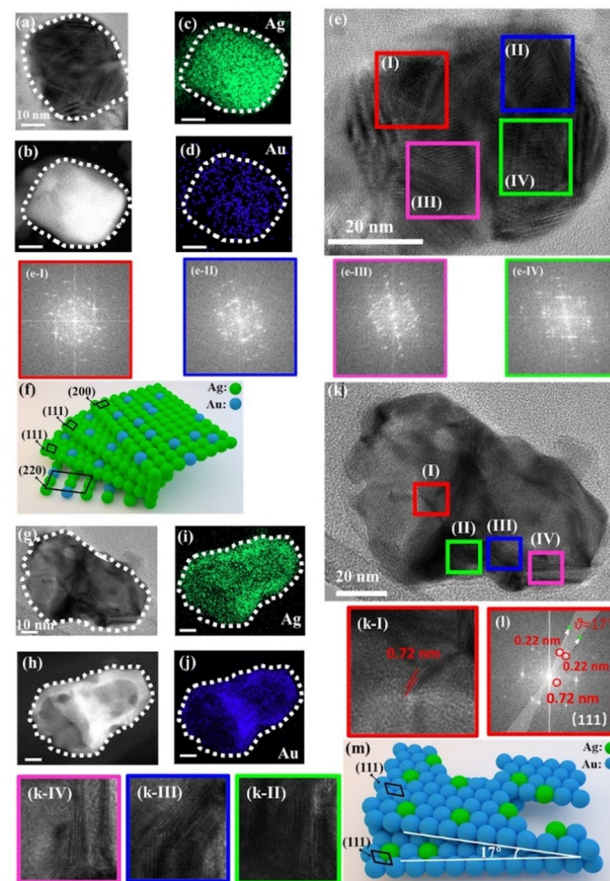 (a)
10 nm
(c)
Ag
(b)
(d)
Au
(e)
(I)
(II)
(III)
(IV)
20 nm
(e-I)
(e-II)
(e-III)
(e-IV)
(f)
Ag:
Au:
(200)
(111)
(111)
(220)
(g)
10 nm
(i)
Ag
(h)
(j)
Au
(k)
(I)
(II)
(III)
(IV)
20 nm
(k-I)
0.72 nm
(l)
ϑ=17°
0.22 nm
0.22 nm
0.72 nm
(111)
(k-IV)
(k-III)
(k-II)
(m)
Ag:
Au:
(111)
(111)
17°